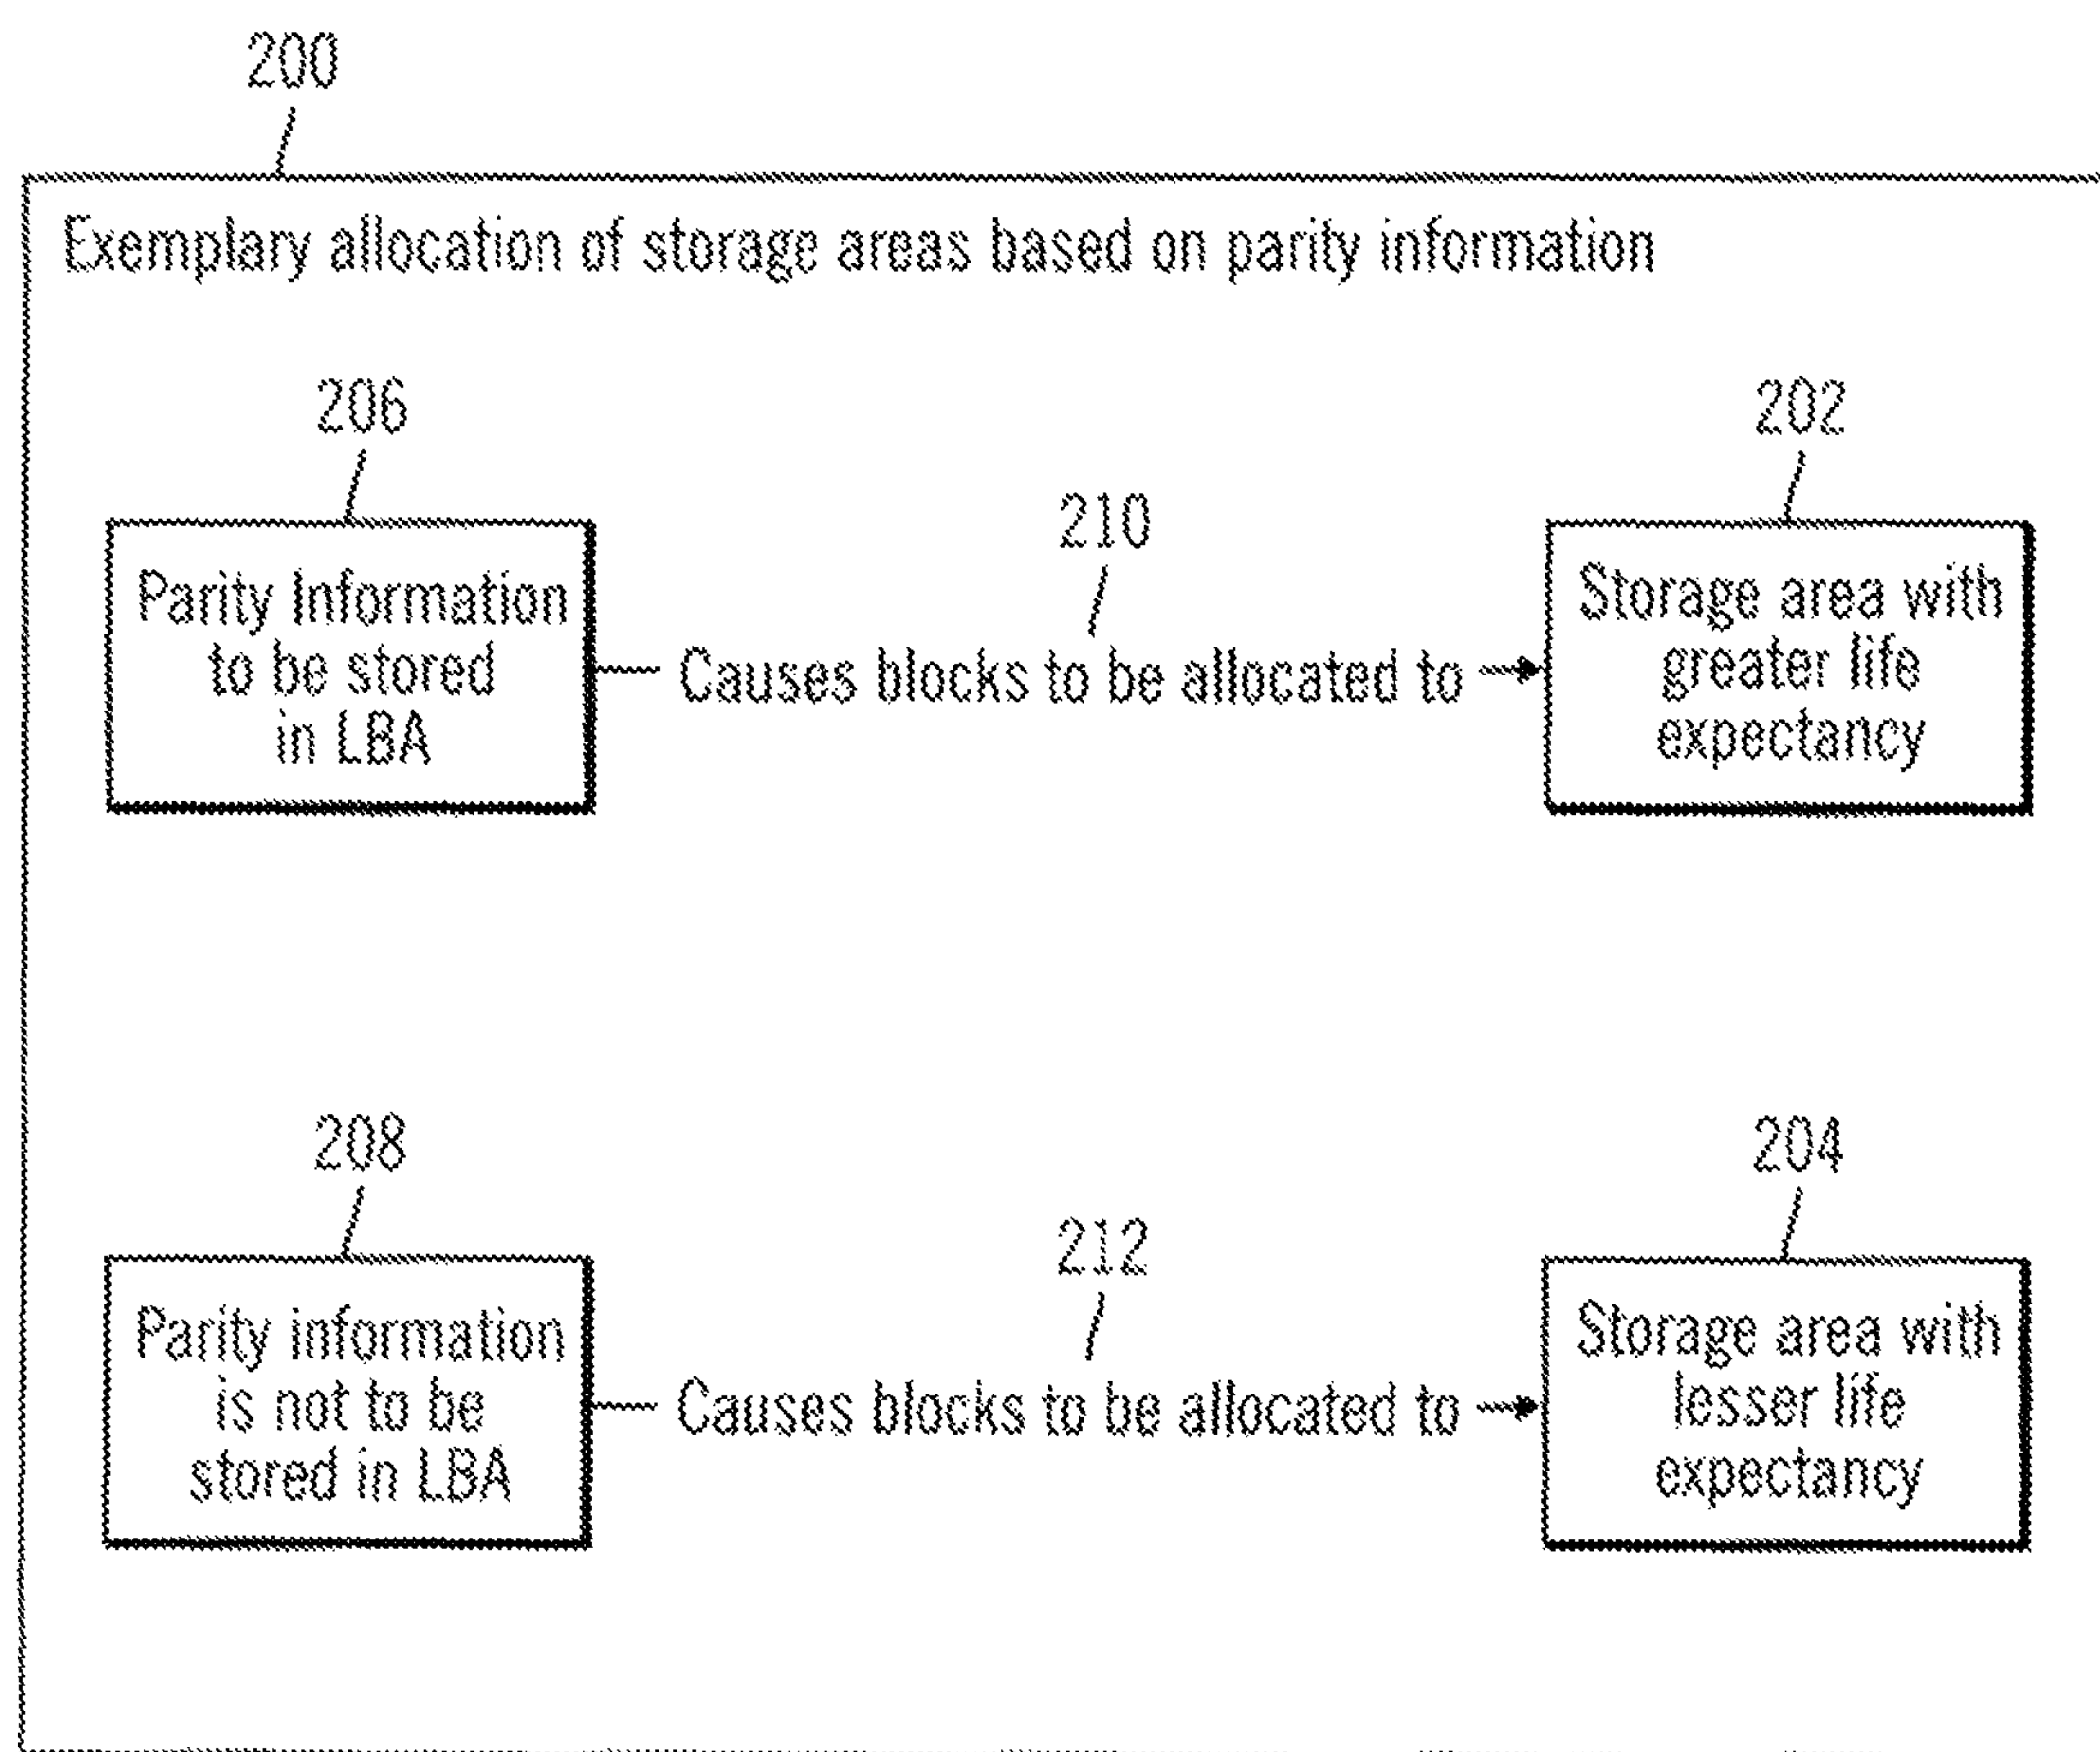 200
Exemplary allocation of storage areas based on parity information
206
202
210
Parity Information
to be stored
in LBA
Causes blocks to be allocated to
Storage area with
greater life
expectancy
208
204
212
Parity information
is not to be
stored in LBA
Causes blocks to be allocated to
Storage area with
lesser life
expectancy